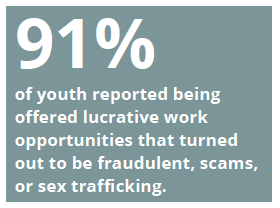 91%
of youth reported being
offered lucrative work
opportunities that turned
out to be fraudulent, scams,
or sex trafficking.